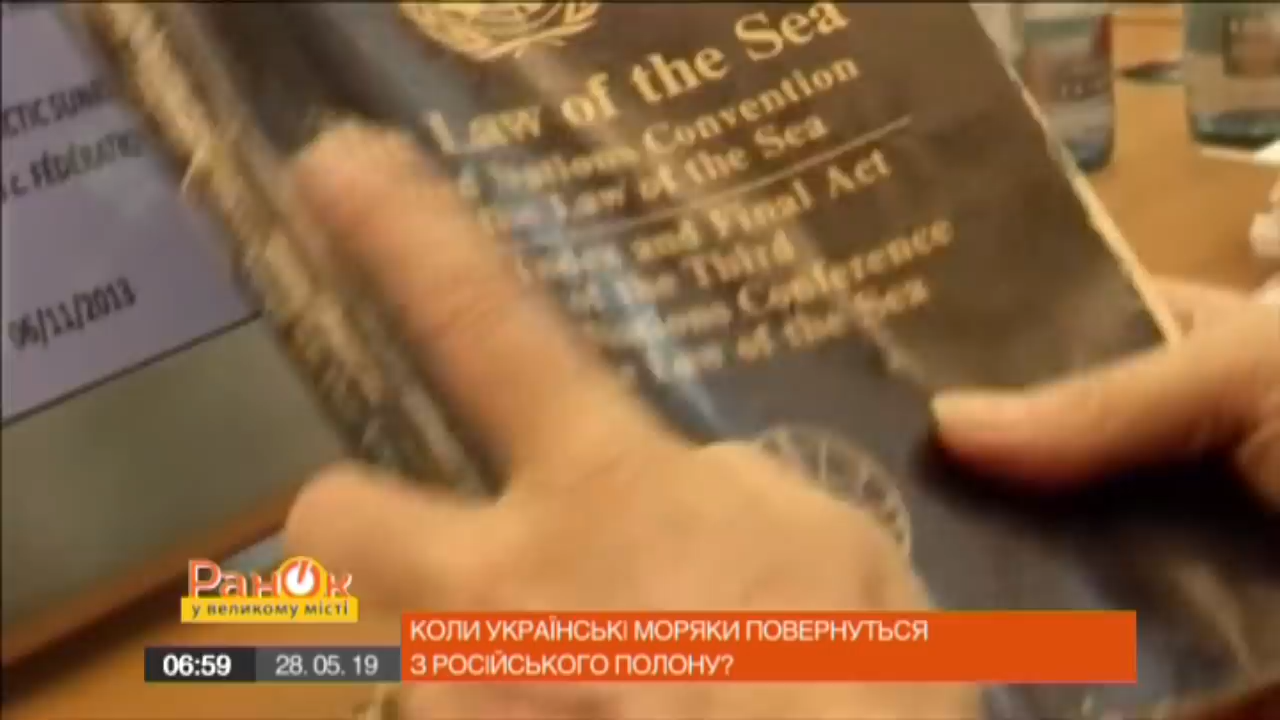 Law of the Sea
Nations Convention
Law of the Sea
and Final Act
of the Third
Conference
of the Sea
06/11/2013
Ранок
у великому місті
06:59
28. 05. 19
КОЛИ УКРАЇНСЬКІ МОРЯКИ ПОВЕРНУТЬСЯ
З РОСІЙСЬКОГО ПОЛОНУ?